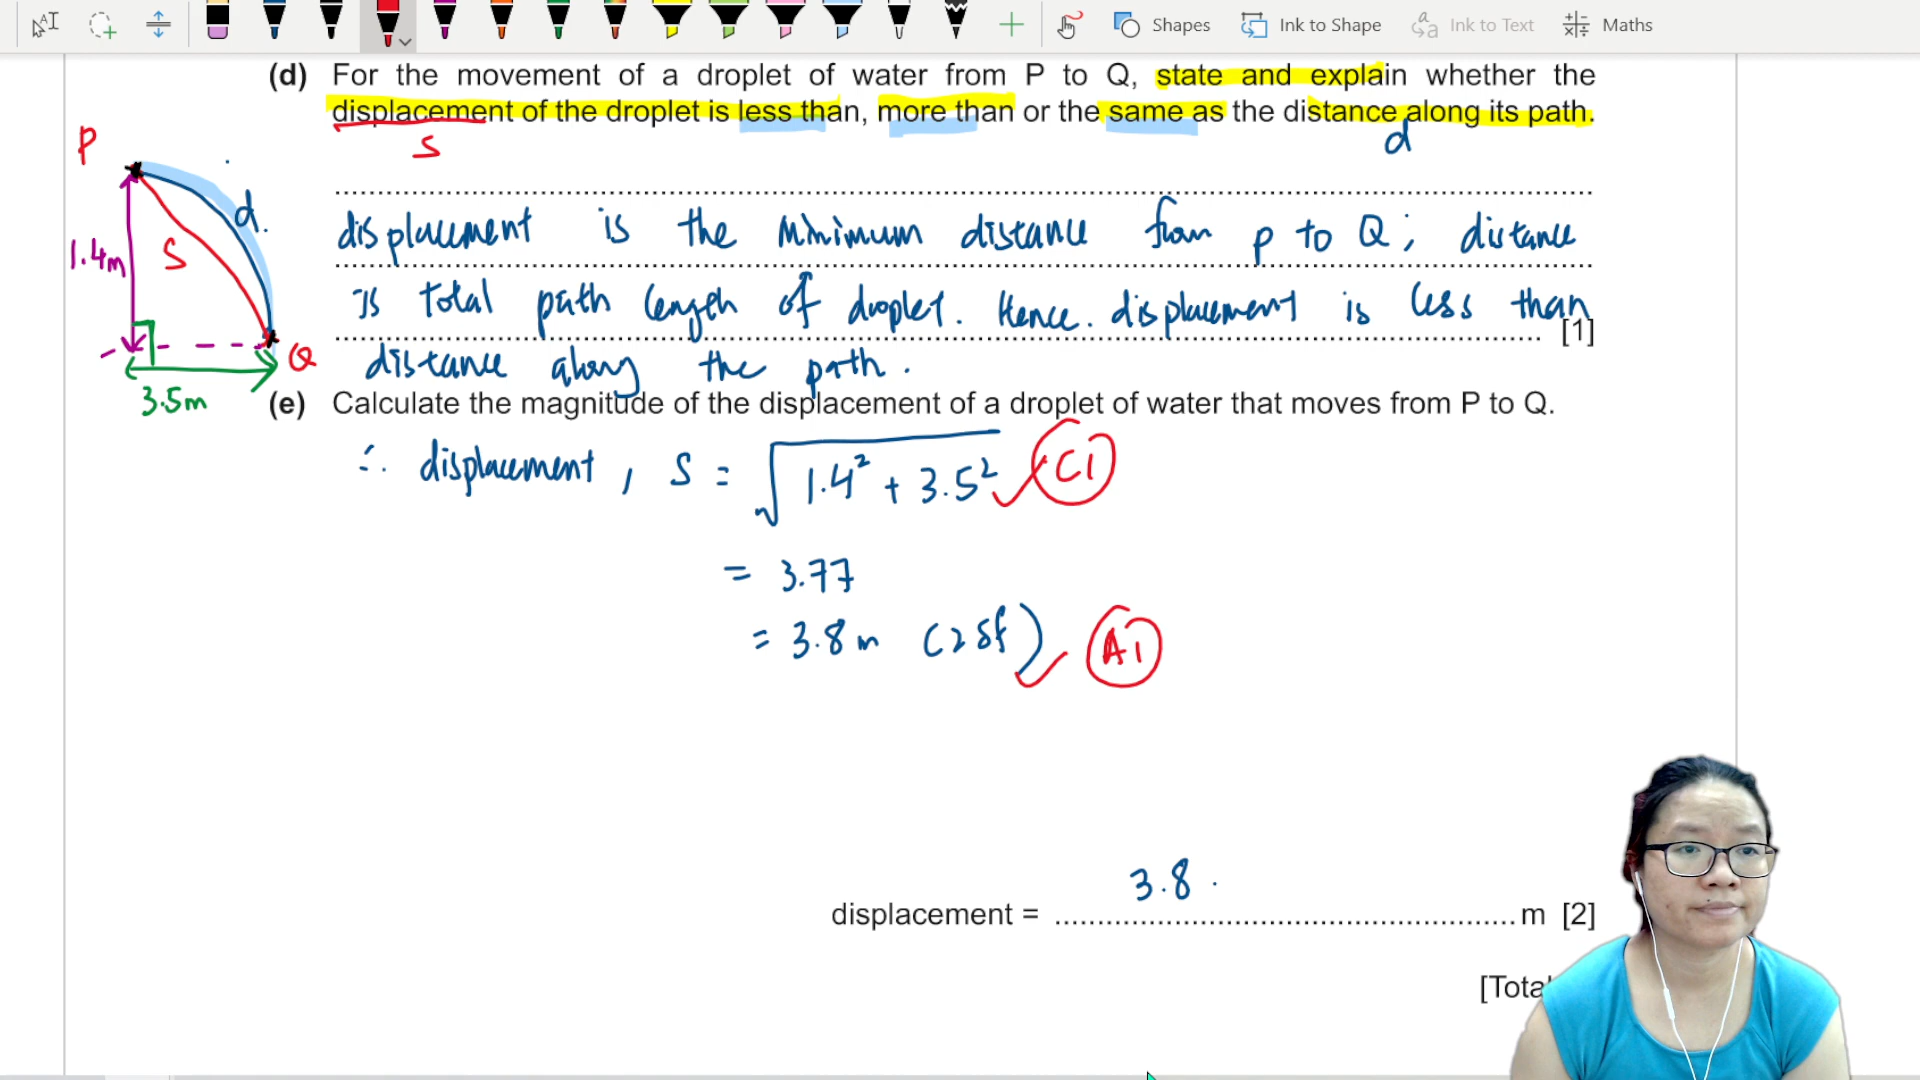 Shapes Ink to Shape Ink to Text Maths
(d) For the movement of a droplet of water from P to Q, state and explain whether the
displacement of the droplet is less than, more than or the same as the distance along its path.
s
d
P
d.
1.4m
s
Q
3.5m
displacement is the minimum distance from p to Q; distance
is total path length of droplet. Hence. displacement is less than
[1]
distance along the path.
(e) Calculate the magnitude of the displacement of a droplet of water that moves from P to Q.
∴ displacement, s = √1.4² + 3.5² C1
= 3.77
= 3.8m (2sf) A1
3.8
displacement = ........................................................ m [2]
[Tota